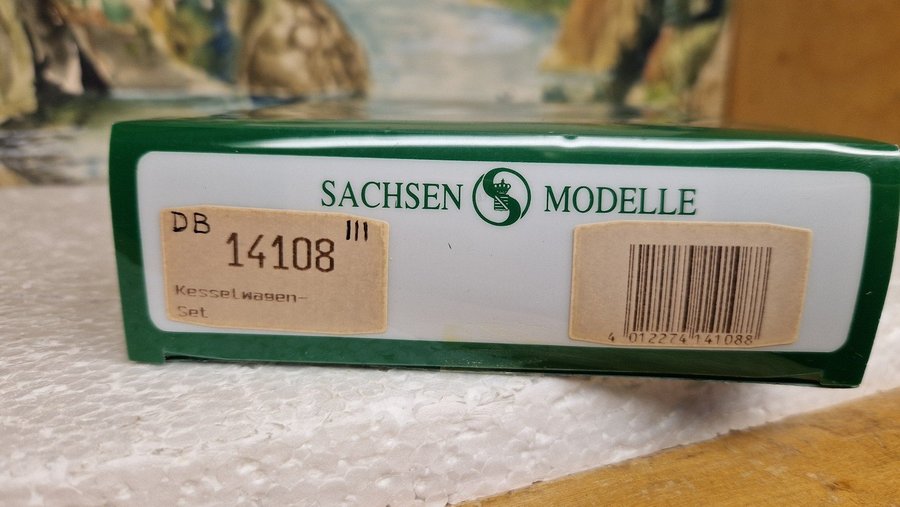 SACHSEN MODELLE
DB III
14108
Kesselwagen-
Set
4 012274 141088